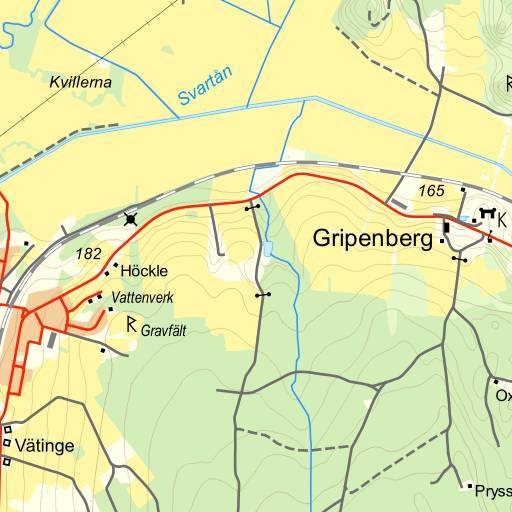 Kvillerna
Svartån
R
165
K
Gripenberg
182
Höckle
Vattenverk
R
Gravfält
Vätinge
Ox
Pryss